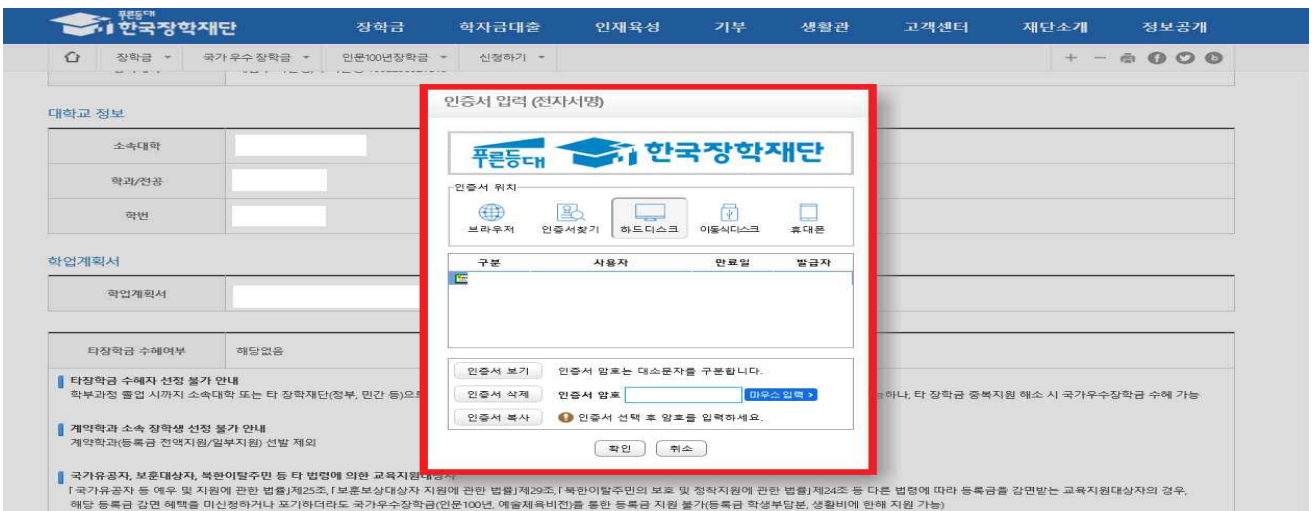 푸른등대
한국장학재단
장학금 학자금대출 인재육성 기부 생활관 고객센터 재단소개 정보공개
장학금 국가 우수 장학금 인문100년장학금 신청하기
대학교 정보
소속대학
학과/전공
학번
학업계획서
학업계획서
타장학금 수혜여부 해당없음
타장학금 수혜자 선정 불가 안내
학부과정 졸업 시까지 소속대학 또는 타 장학재단(정부, 민간 등)으로 하나, 타 장학금 중복지원 해소 시 국가우수장학금 수혜 가능
계약학과 소속 장학생 선정 불가 안내
계약학과(등록금 전액지원/일부지원) 선발 제외
국가유공자, 보훈대상자, 북한이탈주민 등 타 법령에 의한 교육지원대상자
「국가유공자 등 예우 및 지원에 관한 법률」제25조, 「보훈보상대상자 지원에 관한 법률」제29조, 「북한이탈주민의 보호 및 정착지원에 관한 법률」제24조 등 다른 법령에 따라 등록금을 감면받는 교육지원대상자의 경우,
해당 등록금 감면 혜택을 미신청하거나 포기하더라도 국가우수장학금(인문100년, 예술체육비전)을 통한 등록금 지원 불가(등록금 학생부담분, 생활비에 한해 지원 가능)
인증서 입력 (전자서명)
푸른등대 한국장학재단
인증서 위치
브라우저 인증서찾기 하드디스크 이동식디스크 휴대폰
구분 사용자 만료일 발급자
인증서 보기 인증서 암호는 대소문자를 구분합니다.
인증서 삭제 인증서 암호 마우스 입력 >
인증서 복사 인증서 선택 후 암호를 입력하세요.
확인 취소